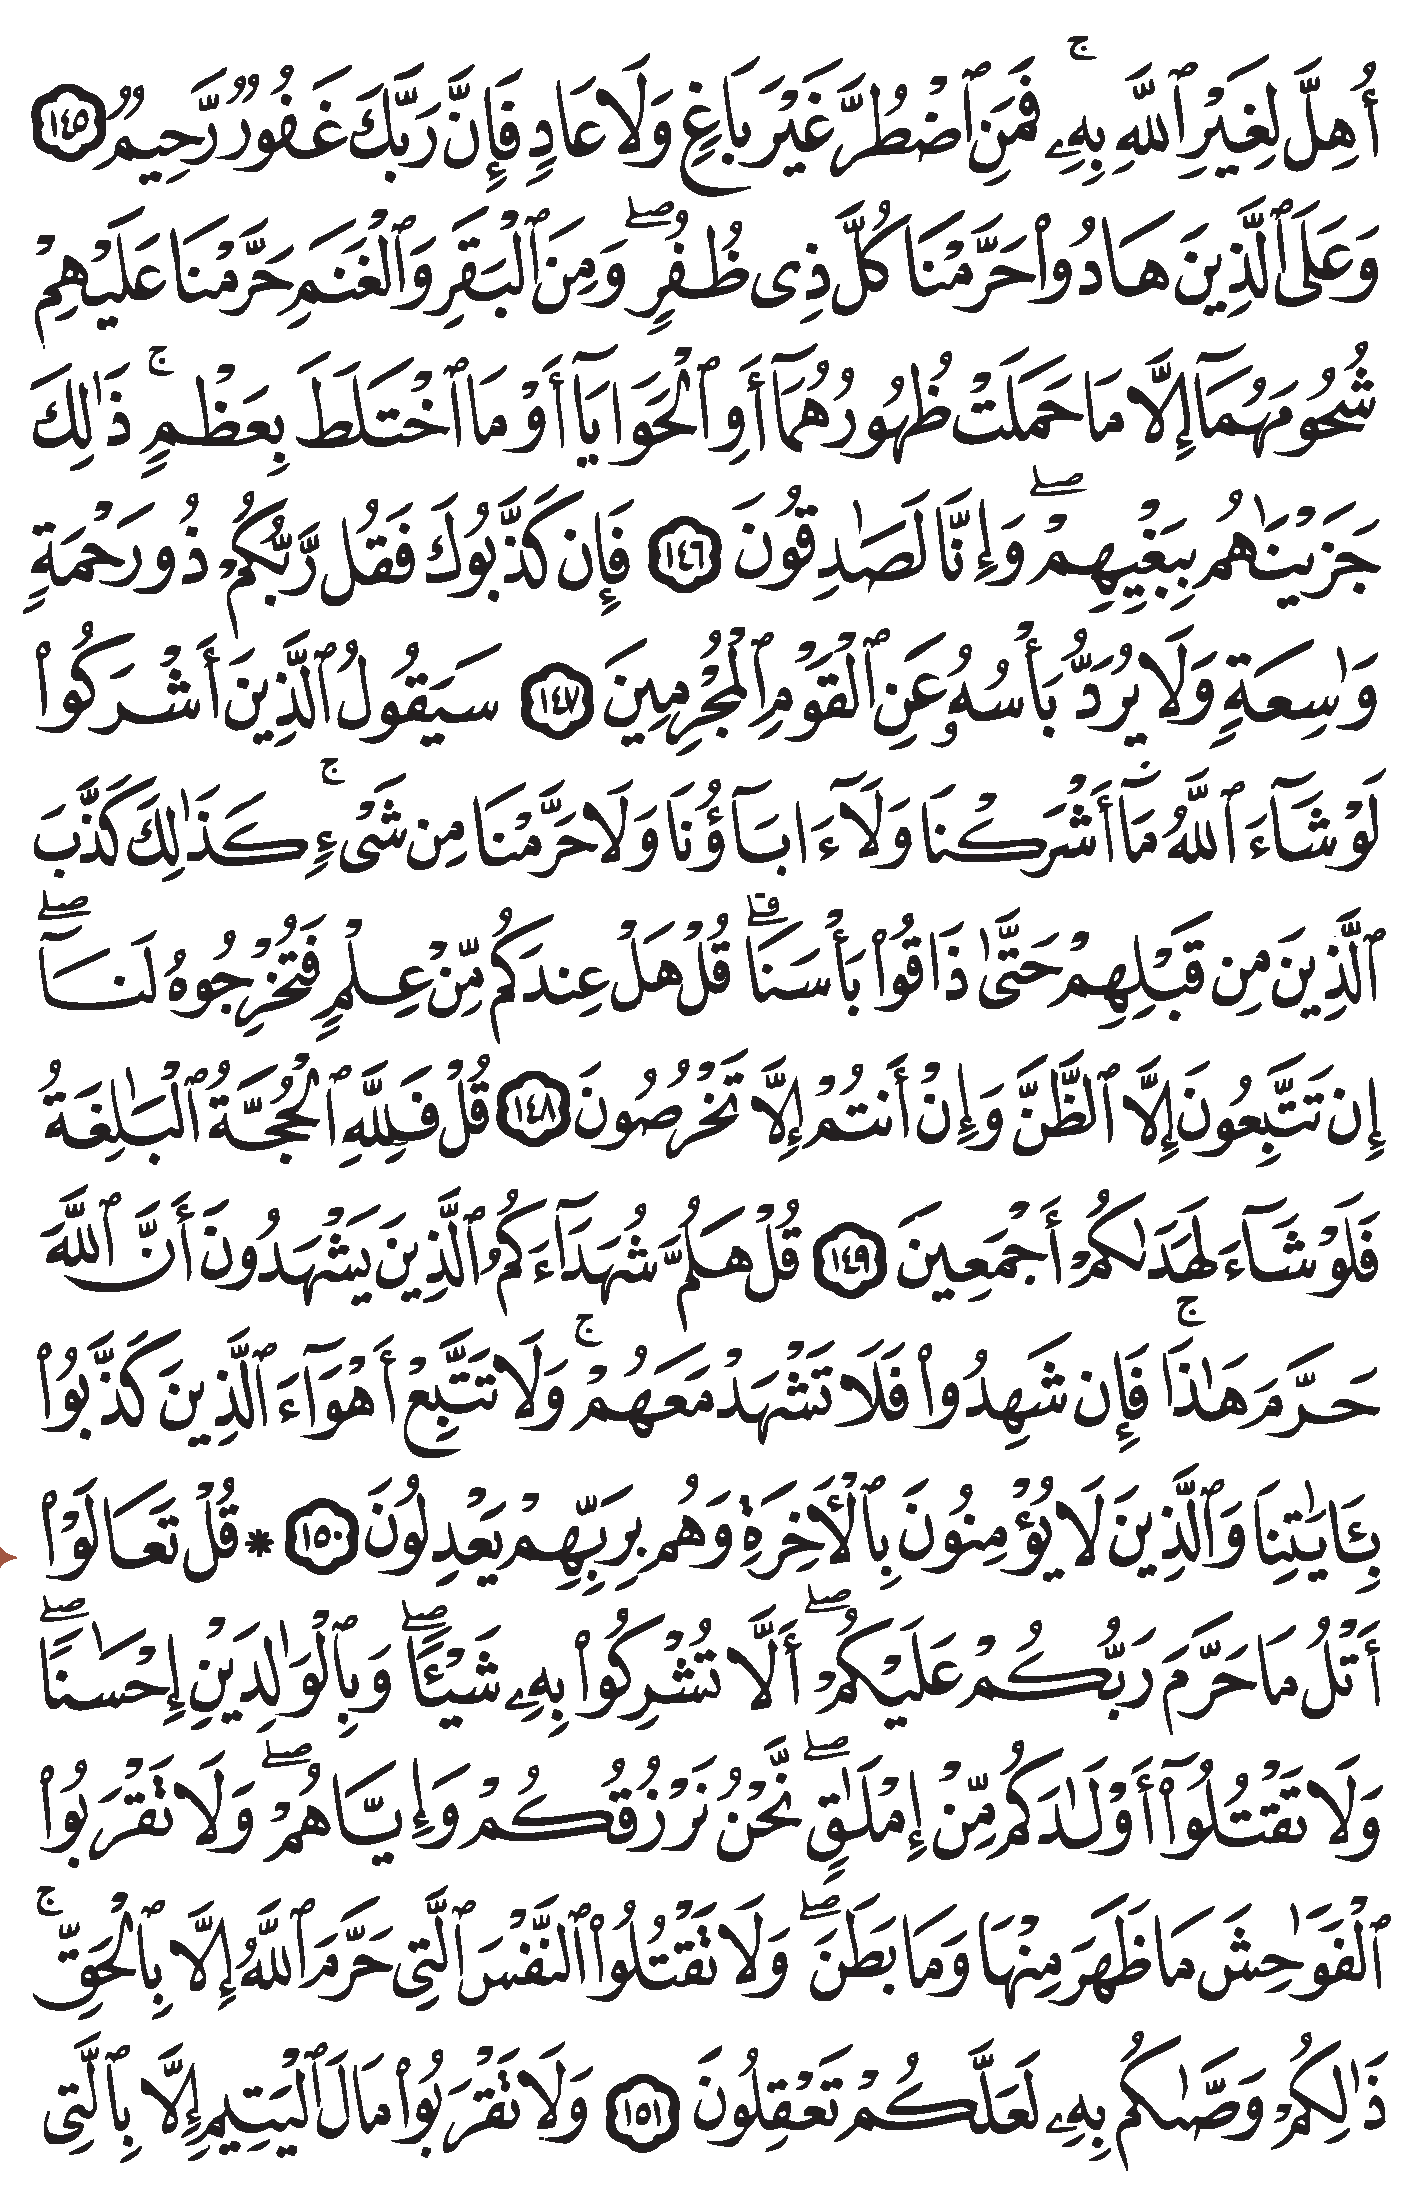 أُهِلَّ لِغَيْرِ ٱللَّهِ بِهِۦۚ فَمَنِ ٱضْطُرَّ غَيْرَ بَاغٍ وَلَا عَادٍ فَإِنَّ رَبَّكَ غَفُورٌ رَّحِيمٌ ١٤٥
وَعَلَى ٱلَّذِينَ هَادُوا۟ حَرَّمْنَا كُلَّ ذِى ظُفُرٍۖ وَمِنَ ٱلْبَقَرِ وَٱلْغَنَمِ حَرَّمْنَا عَلَيْهِمْ
شُحُومَهُمَآ إِلَّا مَا حَمَلَتْ ظُهُورُهُمَآ أَوِ ٱلْحَوَايَآ أَوْ مَا ٱخْتَلَطَ بِعَظْمٍۚ ذَٰلِكَ
جَزَيْنَٰهُم بِبَغْيِهِمْۖ وَإِنَّا لَصَٰدِقُونَ ١٤٦ فَإِن كَذَّبُوكَ فَقُل رَّبُّكُمْ ذُو رَحْمَةٍ
وَٰسِعَةٍ وَلَا يُرَدُّ بَأْسُهُۥ عَنِ ٱلْقَوْمِ ٱلْمُجْرِمِينَ ١٤٧ سَيَقُولُ ٱلَّذِينَ أَشْرَكُوا۟
لَوْ شَآءَ ٱللَّهُ مَآ أَشْرَكْنَا وَلَآ ءَابَآؤُنَا وَلَا حَرَّمْنَا مِن شَىْءٍۚ كَذَٰلِكَ كَذَّبَ
ٱلَّذِينَ مِن قَبْلِهِمْ حَتَّىٰ ذَاقُوا۟ بَأْسَنَاۗ قُلْ هَلْ عِندَكُم مِّنْ عِلْمٍ فَتُخْرِجُوهُ لَنَآۖ
إِن تَتَّبِعُونَ إِلَّا ٱلظَّنَّ وَإِنْ أَنتُمْ إِلَّا تَخْرُصُونَ ١٤٨ قُلْ فَلِلَّهِ ٱلْحُجَّةُ ٱلْبَٰلِغَةُ
فَلَوْ شَآءَ لَهَدَىٰكُمْ أَجْمَعِينَ ١٤٩ قُلْ هَلُمَّ شُهَدَآءَكُمُ ٱلَّذِينَ يَشْهَدُونَ أَنَّ ٱللَّهَ
حَرَّمَ هَٰذَاۚ فَإِن شَهِدُوا۟ فَلَا تَشْهَدْ مَعَهُمْۚ وَلَا تَتَّبِعْ أَهْوَآءَ ٱلَّذِينَ كَذَّبُوا۟
بِـَٔايَٰتِنَا وَٱلَّذِينَ لَا يُؤْمِنُونَ بِٱلْـَٔاخِرَةِ وَهُم بِرَبِّهِمْ يَعْدِلُونَ ١٥٠ * قُلْ تَعَالَوْا۟
أَتْلُ مَا حَرَّمَ رَبُّكُمْ عَلَيْكُمْۖ أَلَّا تُشْرِكُوا۟ بِهِۦ شَيْـًٔاۖ وَبِٱلْوَٰلِدَيْنِ إِحْسَٰنًاۖ
وَلَا تَقْتُلُوٓا۟ أَوْلَٰدَكُم مِّنْ إِمْلَٰقٍۖ نَّحْنُ نَرْزُقُكُمْ وَإِيَّاهُمْۖ وَلَا تَقْرَبُوا۟
ٱلْفَوَٰحِشَ مَا ظَهَرَ مِنْهَا وَمَا بَطَنَۖ وَلَا تَقْتُلُوا۟ ٱلنَّفْسَ ٱلَّتِى حَرَّمَ ٱللَّهُ إِلَّا بِٱلْحَقِّۚ
ذَٰلِكُمْ وَصَّىٰكُم بِهِۦ لَعَلَّكُمْ تَعْقِلُونَ ١٥١ وَلَا تَقْرَبُوا۟ مَالَ ٱلْيَتِيمِ إِلَّا بِٱلَّتِى